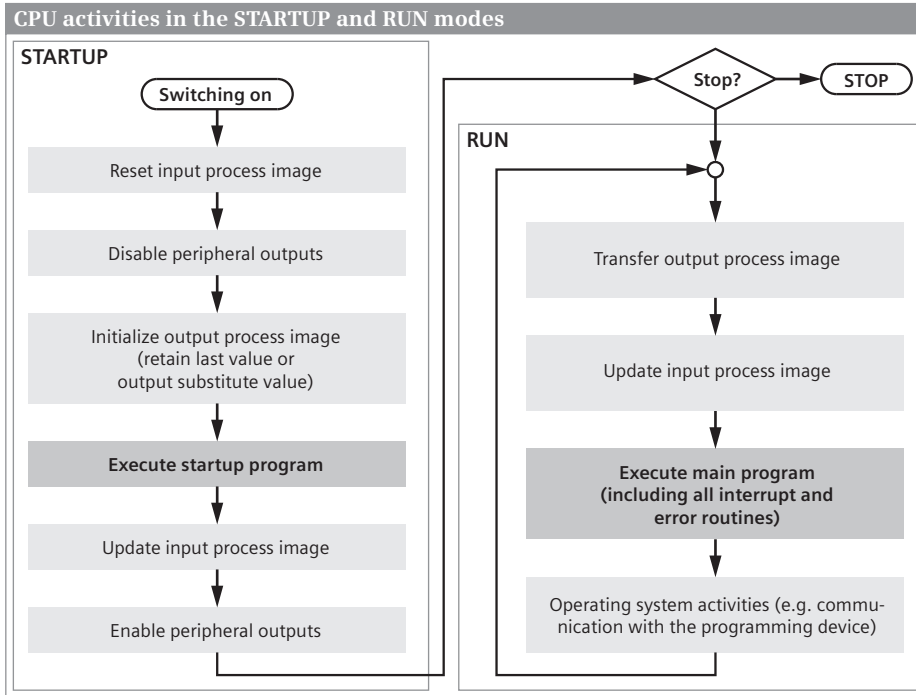 CPU activities in the STARTUP and RUN modes
STARTUP
Switching on
Reset input process image
Disable peripheral outputs
Initialize output process image
(retain last value or
output substitute value)
Execute startup program
Update input process image
Enable peripheral outputs
Stop?
STOP
RUN
Transfer output process image
Update input process image
Execute main program
(including all interrupt and
error routines)
Operating system activities (e.g. commu-
nication with the programming device)